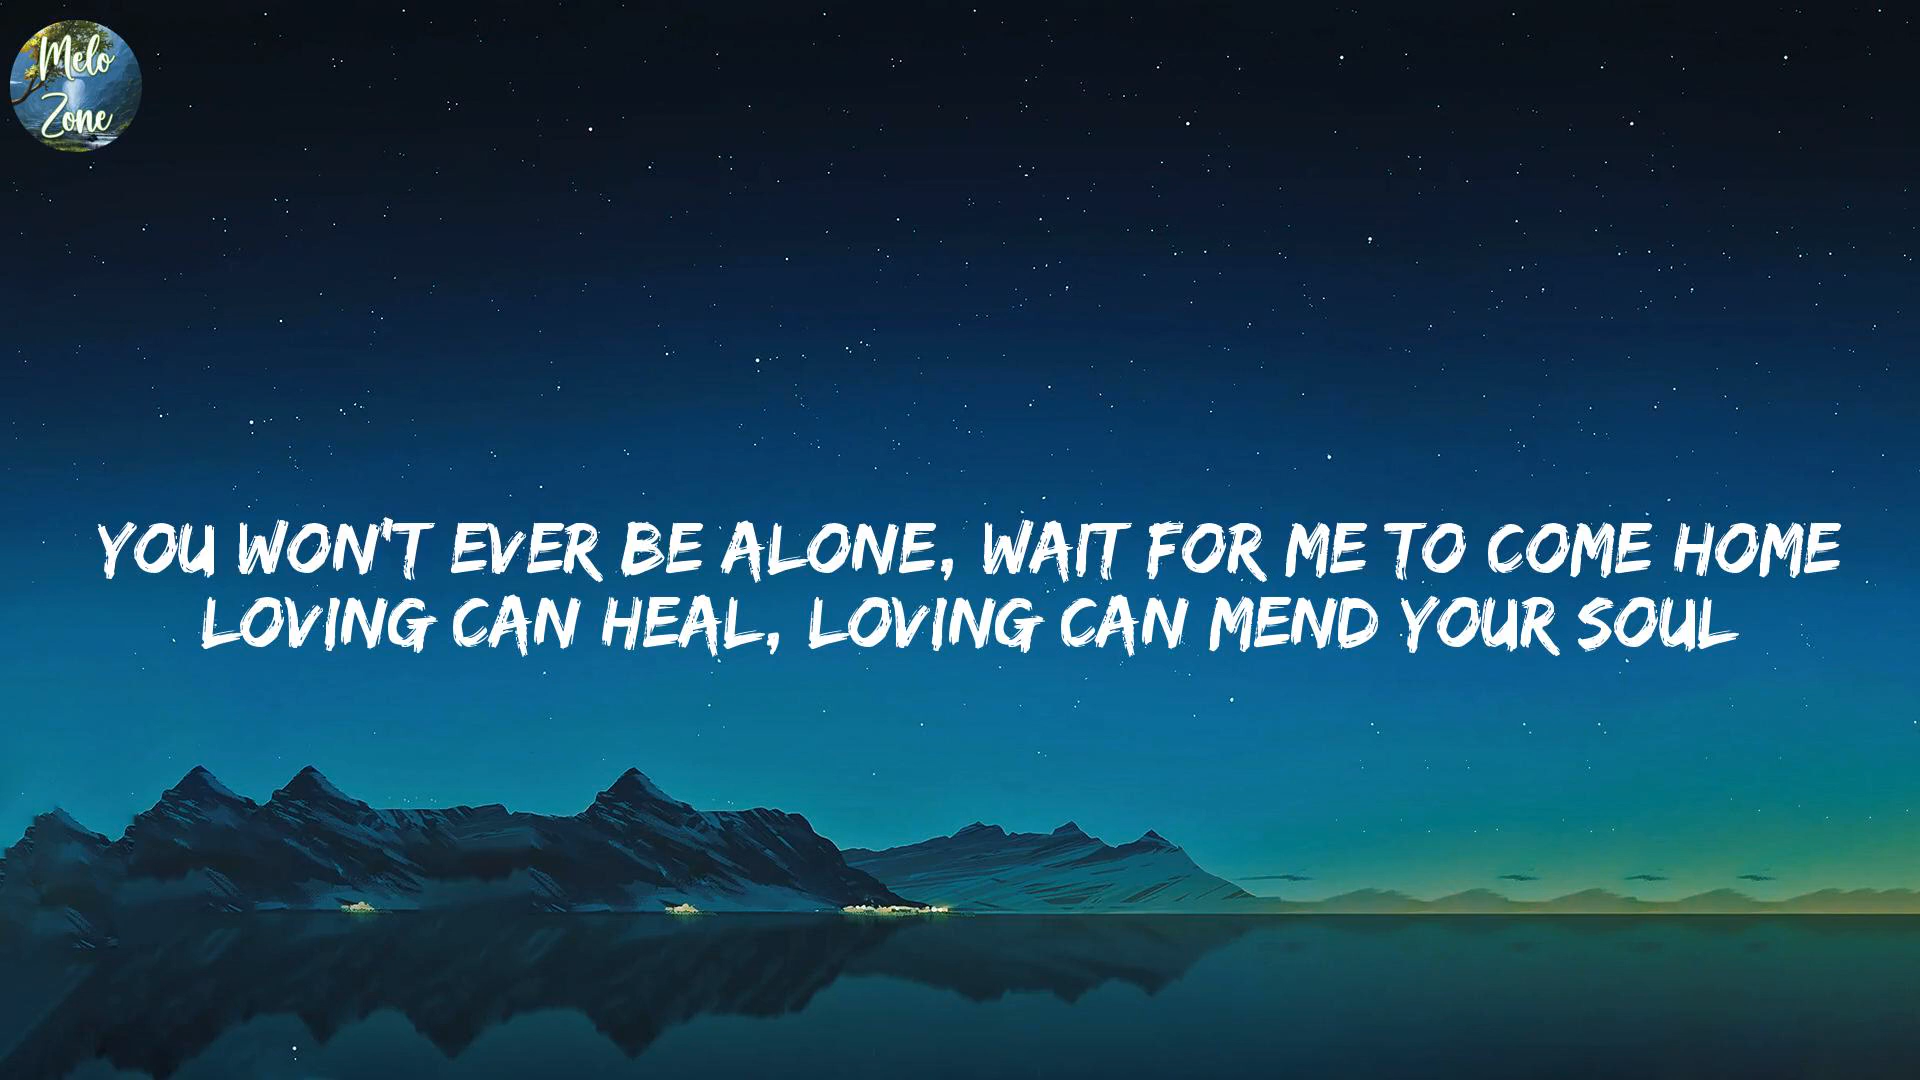 Melo
Zone
YOU WON'T EVER BE ALONE, WAIT FOR ME TO COME HOME
LOVING CAN HEAL, LOVING CAN MEND YOUR SOUL